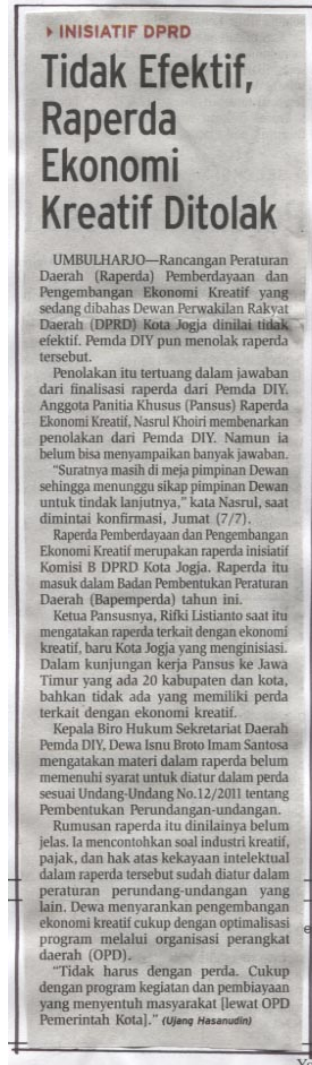 INISIATIF DPRD
Tidak Efektif,
Raperda
Ekonomi
Kreatif Ditolak
UMBULHARJO—Rancangan Peraturan
Daerah (Raperda) Pemberdayaan dan
Pengembangan Ekonomi Kreatif yang
sedang dibahas Dewan Perwakilan Rakyat
Daerah (DPRD) Kota Jogja dinilai tidak
efektif. Pemda DIY pun menolak raperda
tersebut.
Penolakan itu tertuang dalam jawaban
dari finalisasi raperda dari Pemda DIY.
Anggota Panitia Khusus (Pansus) Raperda
Ekonomi Kreatif, Nasrul Khoiri membenarkan
penolakan dari Pemda DIY. Namun ia
belum bisa menyampaikan banyak jawaban.
"Suratnya masih di meja pimpinan Dewan
sehingga menunggu sikap pimpinan Dewan
untuk tindak lanjutnya," kata Nasrul, saat
dimintai konfirmasi, Jumat (7/7).
Raperda Pemberdayaan dan Pengembangan
Ekonomi Kreatif merupakan raperda inisiatif
Komisi B DPRD Kota Jogja. Raperda itu
masuk dalam Badan Pembentukan Peraturan
Daerah (Bapemperda) tahun ini.
Ketua Pansusnya, Rifki Listianto saat itu
mengatakan raperda terkait dengan ekonomi
kreatif, baru Kota Jogja yang menginisiasi.
Dalam kunjungan kerja Pansus ke Jawa
Timur yang ada 20 kabupaten dan kota,
bahkan tidak ada yang memiliki perda
terkait dengan ekonomi kreatif.
Kepala Biro Hukum Sekretariat Daerah
Pemda DIY, Dewa Isnu Broto Imam Santosa
mengatakan materi dalam raperda belum
memenuhi syarat untuk diatur dalam perda
sesuai Undang-Undang No.12/2011 tentang
Pembentukan Perundangan-undangan.
Rumusan raperda itu dinilainya belum
jelas. Ia mencontohkan soal industri kreatif,
pajak, dan hak atas kekayaan intelektual
dalam raperda tersebut sudah diatur dalam
peraturan perundang-undangan yang
lain. Dewa menyarankan pengembangan
ekonomi kreatif cukup dengan optimalisasi
program melalui organisasi perangkat
daerah (OPD).
"Tidak harus dengan perda. Cukup
dengan program kegiatan dan pembiayaan
yang menyentuh masyarakat [lewat OPD
Pemerintah Kota]." (Ujang Hasanudin)